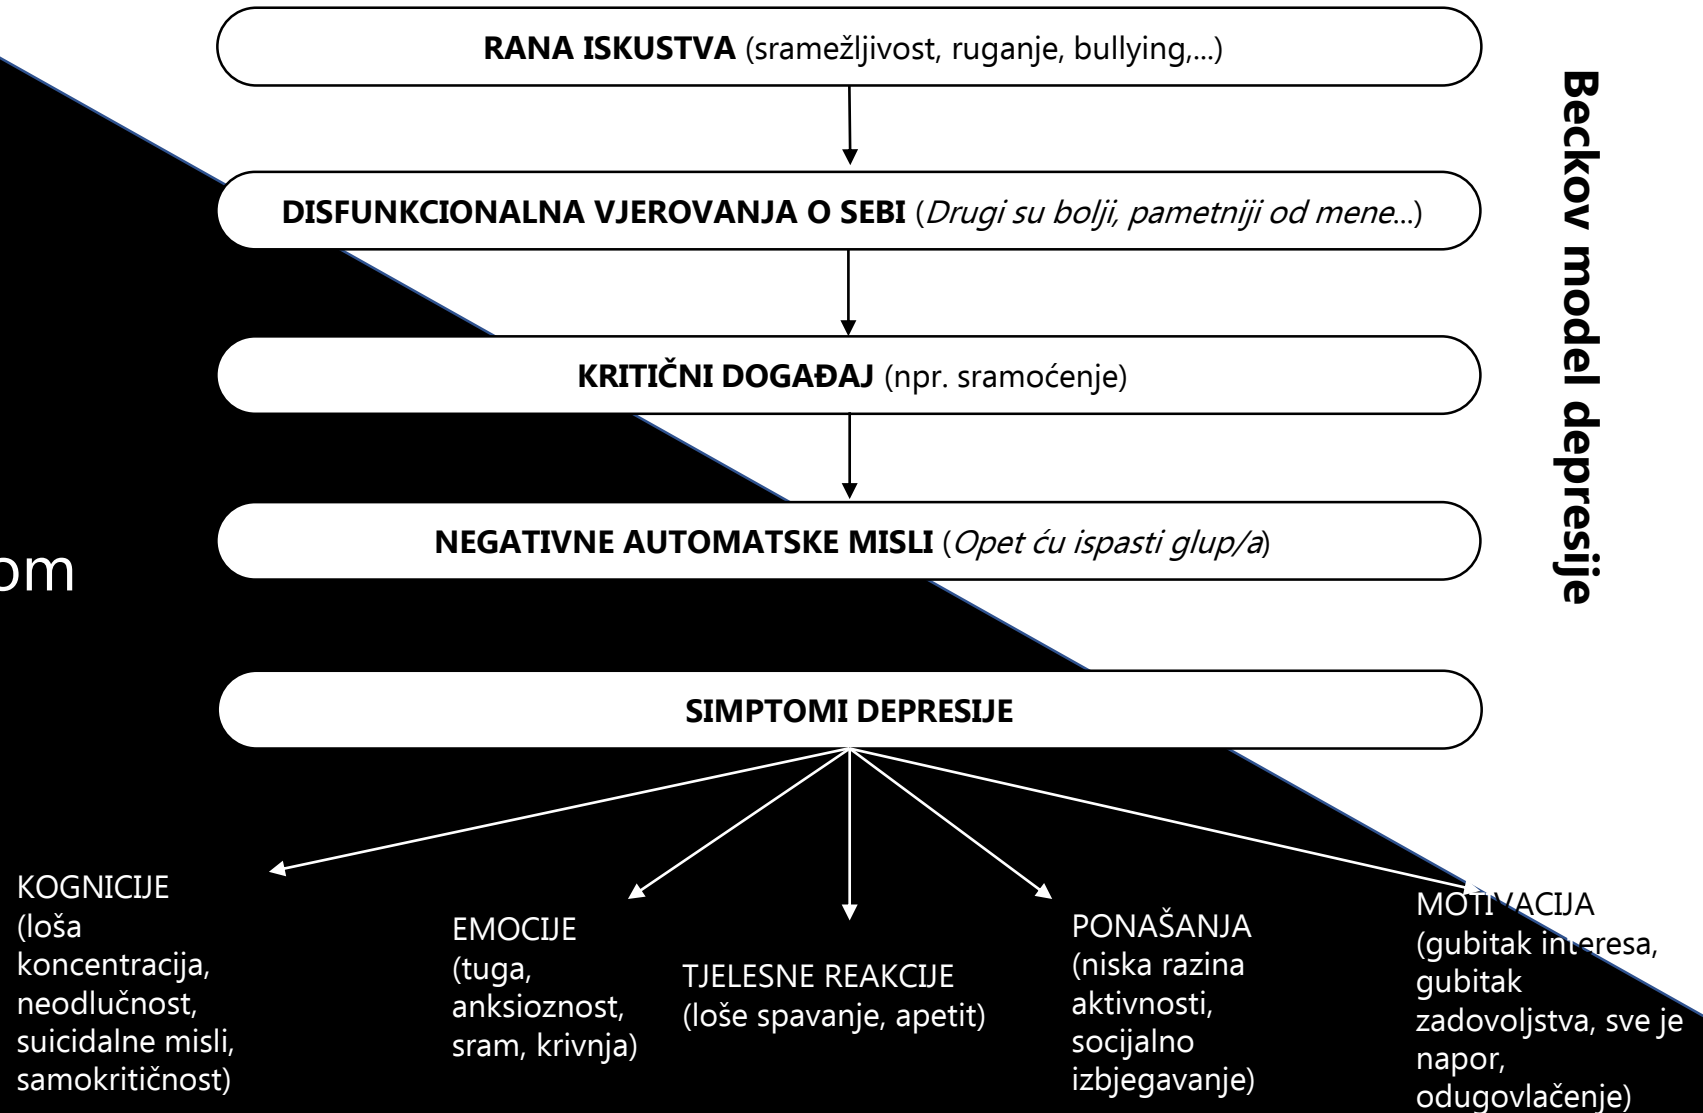 RANA ISKUSTVA (sramežljivost, ruganje, bullying,...)
DISFUNKCIONALNA VJEROVANJA O SEBI (Drugi su bolji, pametniji od mene...)
KRITIČNI DOGAĐAJ (npr. sramoćenje)
NEGATIVNE AUTOMATSKE MISLI (Opet ću ispasti glup/a)
SIMPTOMI DEPRESIJE
Beckov model depresije
om
KOGNICIJE
(loša
koncentracija,
neodlučnost,
suicidalne misli,
samokritičnost)
EMOCIJE
(tuga,
anksioznost,
sram, krivnja)
TJELESNE REAKCIJE
(loše spavanje, apetit)
PONAŠANJA
(niska razina
aktivnosti,
socijalno
izbjegavanje)
MOTIVACIJA
(gubitak interesa,
gubitak
zadovoljstva, sve je
napor,
odugovlačenje)